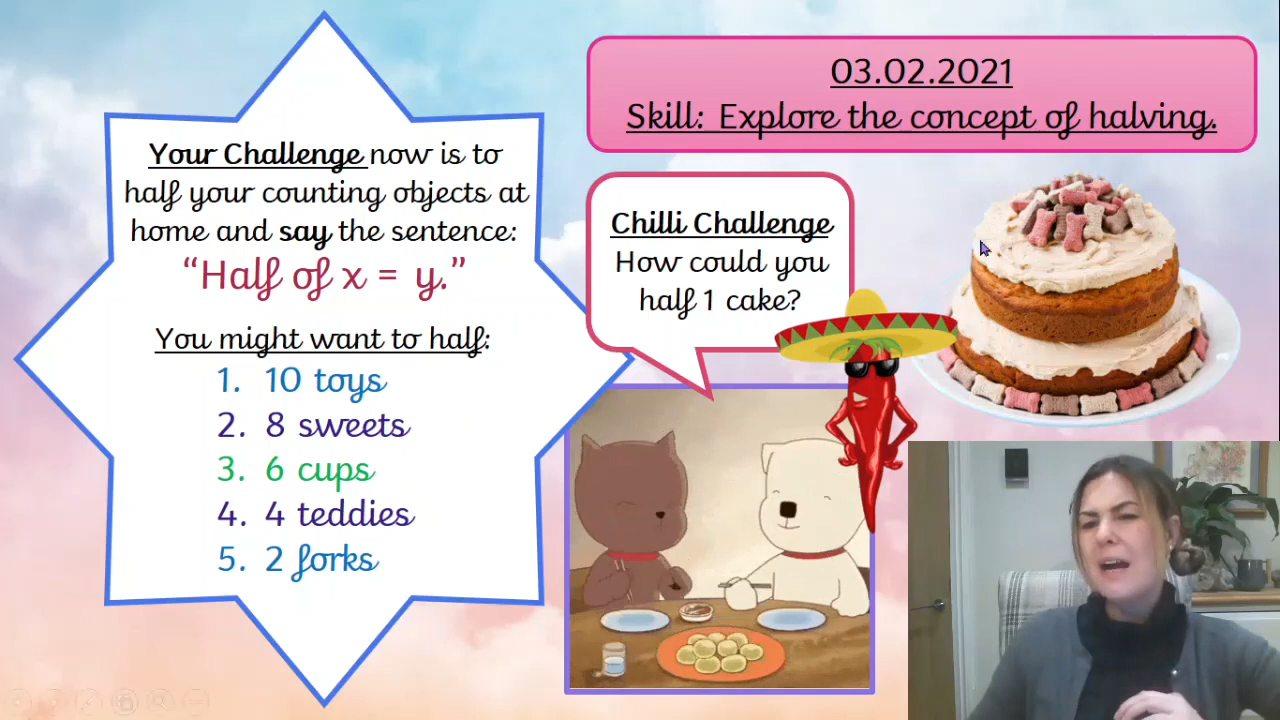 Your Challenge now is to
half your counting objects at
home and say the sentence:
“Half of x = y.”
You might want to half:
1. 10 toys
2. 8 sweets
3. 6 cups
4. 4 teddies
5. 2 forks
03.02.2021
Skill: Explore the concept of halving.
Chilli Challenge
How could you
half 1 cake?